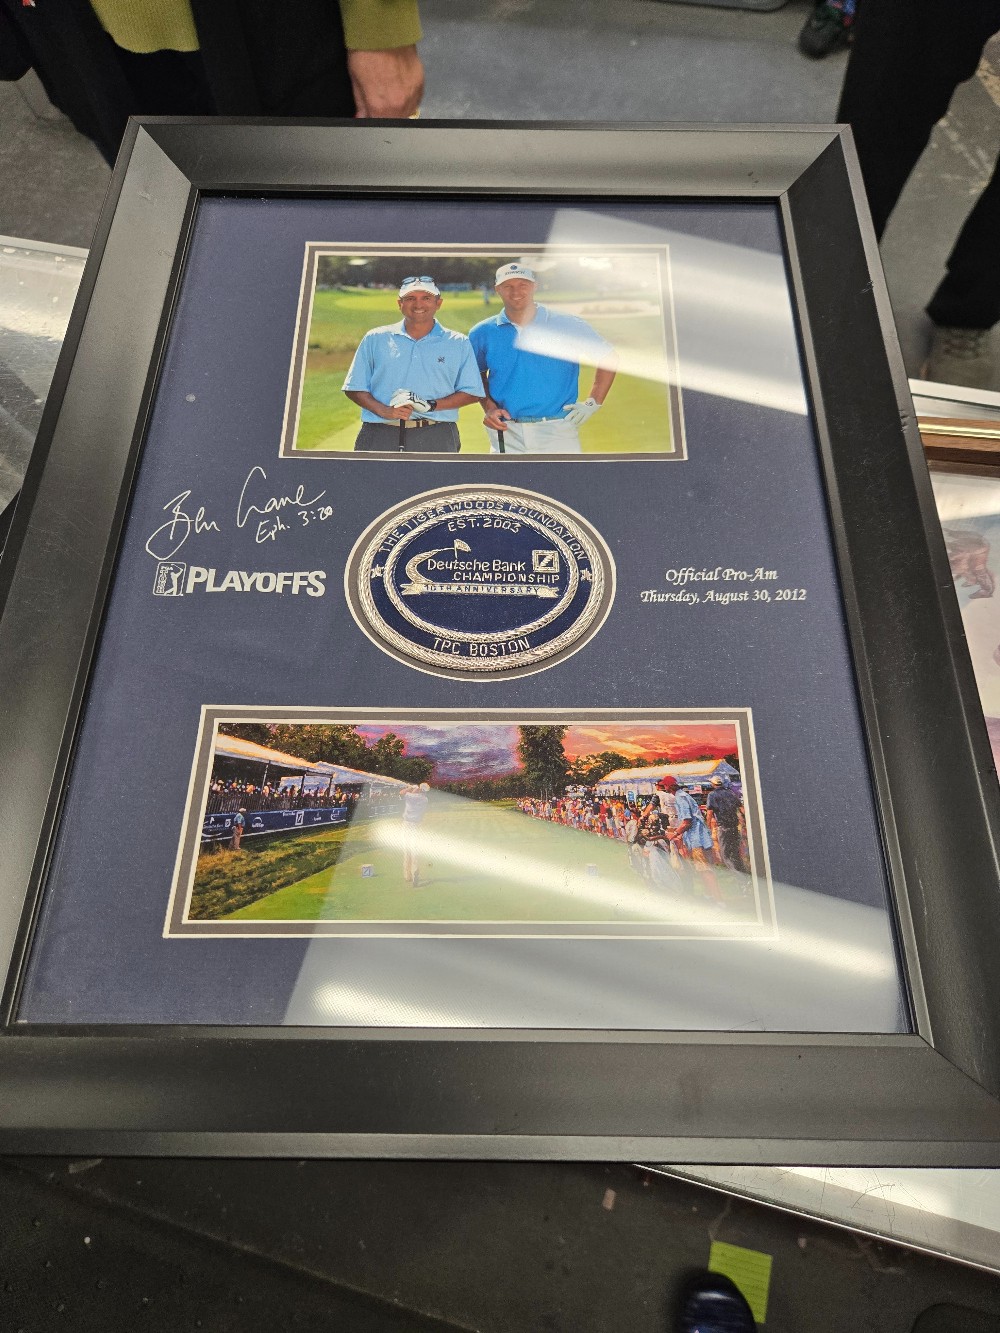 Ben Crane
Eph. 3:20
PLAYOFFS
THE TIGER WOODS FOUNDATION
EST. 2003
Deutsche Bank
CHAMPIONSHIP
10TH ANNIVERSARY
TPC BOSTON
Official Pro-Am
Thursday, August 30, 2012